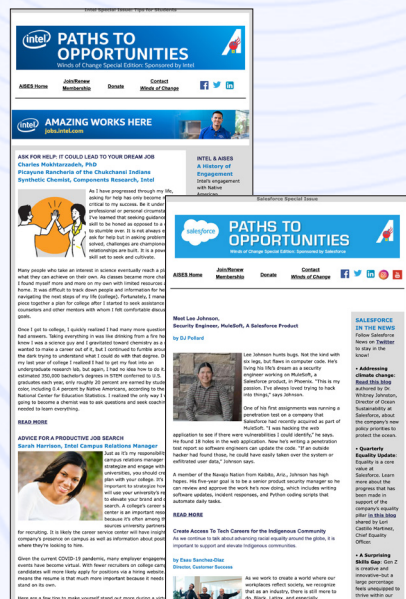 Intel Special Issue: Tips for Students
intel
PATHS TO
OPPORTUNITIES
Winds of Change Special Edition: Sponsored by Intel
AISES Home
Join/Renew
Membership
Donate
Contact
Winds of Change
intel
AMAZING WORKS HERE
jobs.intel.com
ASK FOR HELP: IT COULD LEAD TO YOUR DREAM JOB
Charles Mokhtarzadeh, PhD
Picayune Rancheria of the Chukchansi Indians
Synthetic Chemist, Components Research, Intel
As I have progressed through my life,
asking for help has only become more
critical to my success. Be it under
professional or personal circumstances
I've learned that seeking guidance
skill to be honed as opposed to a
to stumble over. It is not always
ask for help but in asking problems
solved, challenges are championed
relationships are built. It is a
skill set to seek and cultivate.
Many people who take an interest in science eventually reach a
what they can achieve on their own. As classes became more
I found myself more and more on my own with limited resources
home. It was difficult to track down people and information for
navigating the next steps of my life (college). Fortunately, I
piece together a plan for college after I started to seek assistance
counselors and other mentors with whom I felt comfortable
goals.
Once I got to college, I quickly realized I had many more questions
had answers. Taking everything in was like drinking from a fire
know I was a science guy and I gravitated toward chemistry as a
wanted to make a career out of it, but I continued to fumble around
the dark trying to understand what I could do with that degree.
my last year of college I realized I had to get my foot into an
undergraduate research lab, but again, I had no idea how to do it.
estimated 350,000 bachelor's degrees in STEM conferred to U.S.
graduates each year, only roughly 20 percent are earned by
color, including 0.4 percent by Native Americans, according to the
National Center for Education Statistics. I realized the only way I
going to become a chemist was to ask questions and seek
needed to learn everything.
READ MORE
ADVICE FOR A PRODUCTIVE JOB SEARCH
Sarah Harrison, Intel Campus Relations Manager
Just as it's my responsibility
campus relations manager
strategize and engage with
universities, you should
plan with your college. It's
important to strategize how
will use your university's
to elevate your brand and
search. A college's career
center is an important
because it's often among
sources university partners
for recruiting. It is likely the career center will have insight
company's presence on campus as well as information about
where they're looking to hire.
Given the current COVID-19 pandemic, many employer
events have become virtual. With fewer recruiters on college
candidates will more likely apply for positions via a hiring website.
means the resume is that much more important because it needs
stand on its own.
Here are a few tips to make yourself stand out more during a
INTEL & AISES
A History of
Engagement
Intel's engagement
with Native
American
Salesforce Special Issue
salesforce
PATHS TO
OPPORTUNITIES
Winds of Change Special Edition: Sponsored by Salesforce
AISES Home
Join/Renew
Membership
Donate
Contact
Winds of Change
Meet Lee Johnson,
Security Engineer, MuleSoft, A Salesforce Product
by DJ Pollard
Lee Johnson hunts bugs. Not the kind with
six legs, but flaws in computer code. He's
living his life's dream as a security
engineer working on MuleSoft, A
Salesforce product, in Phoenix. "This is my
passion. I've always loved trying to hack
into things," says Johnson.
One of his first assignments was running a
penetration test on a company that
Salesforce had recently acquired as part of
MuleSoft. "I was hacking the web
application to see if there were vulnerabilities I could identify," he says.
He found 18 holes in the web application. Now he's writing a penetration
test report so software engineers can update the code. "If an outside
hacker had found those, he could have easily taken over the system or
exfiltrated user data," Johnson says.
A member of the Navajo Nation from Kaibito, Ariz., Johnson has high
hopes. His five-year goal is to be a senior product security manager so he
can review and approve the work he's now doing, which includes writing
software updates, incident responses, and Python coding scripts that
automate daily tasks.
READ MORE
Create Access To Tech Careers for the Indigenous Community
As we continue to talk about advancing racial equality around the globe, it is
important to support and elevate Indigenous communities.
by Esau Sanchez-Diaz
Director, Customer Success
As we work to create a world where our
workplaces reflect society, we recognize
that as an industry, there is still more to
do. Black, Latinx, and especially
SALESFORCE
IN THE NEWS
Follow Salesforce
News on Twitter
to stay in the
know!
• Addressing
climate change:
Read this blog
authored by Dr.
Whitney Johnston,
Director of Ocean
Sustainability at
Salesforce, about
the company's new
policy priorities to
protect the ocean.
• Quarterly
Equality Update:
Equality is a core
value at
Salesforce. Learn
more about the
progress that has
been made in
support of the
company's equality
pillar in this blog
shared by Lori
Castillo Martinez,
Chief Equality
Officer.
• A Surprising
Skills Gap: Gen Z
is creative and
innovative-but a
large percentage
feels unequipped to
thrive within our